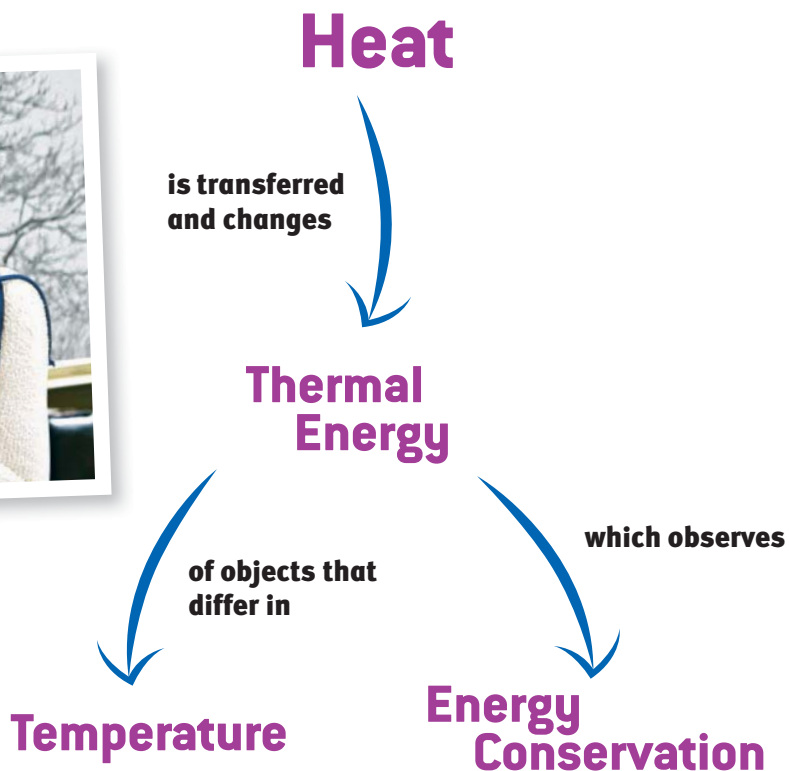 Heat
is transferred
and changes
Thermal
Energy
of objects that
differ in
which observes
Temperature
Energy
Conservation